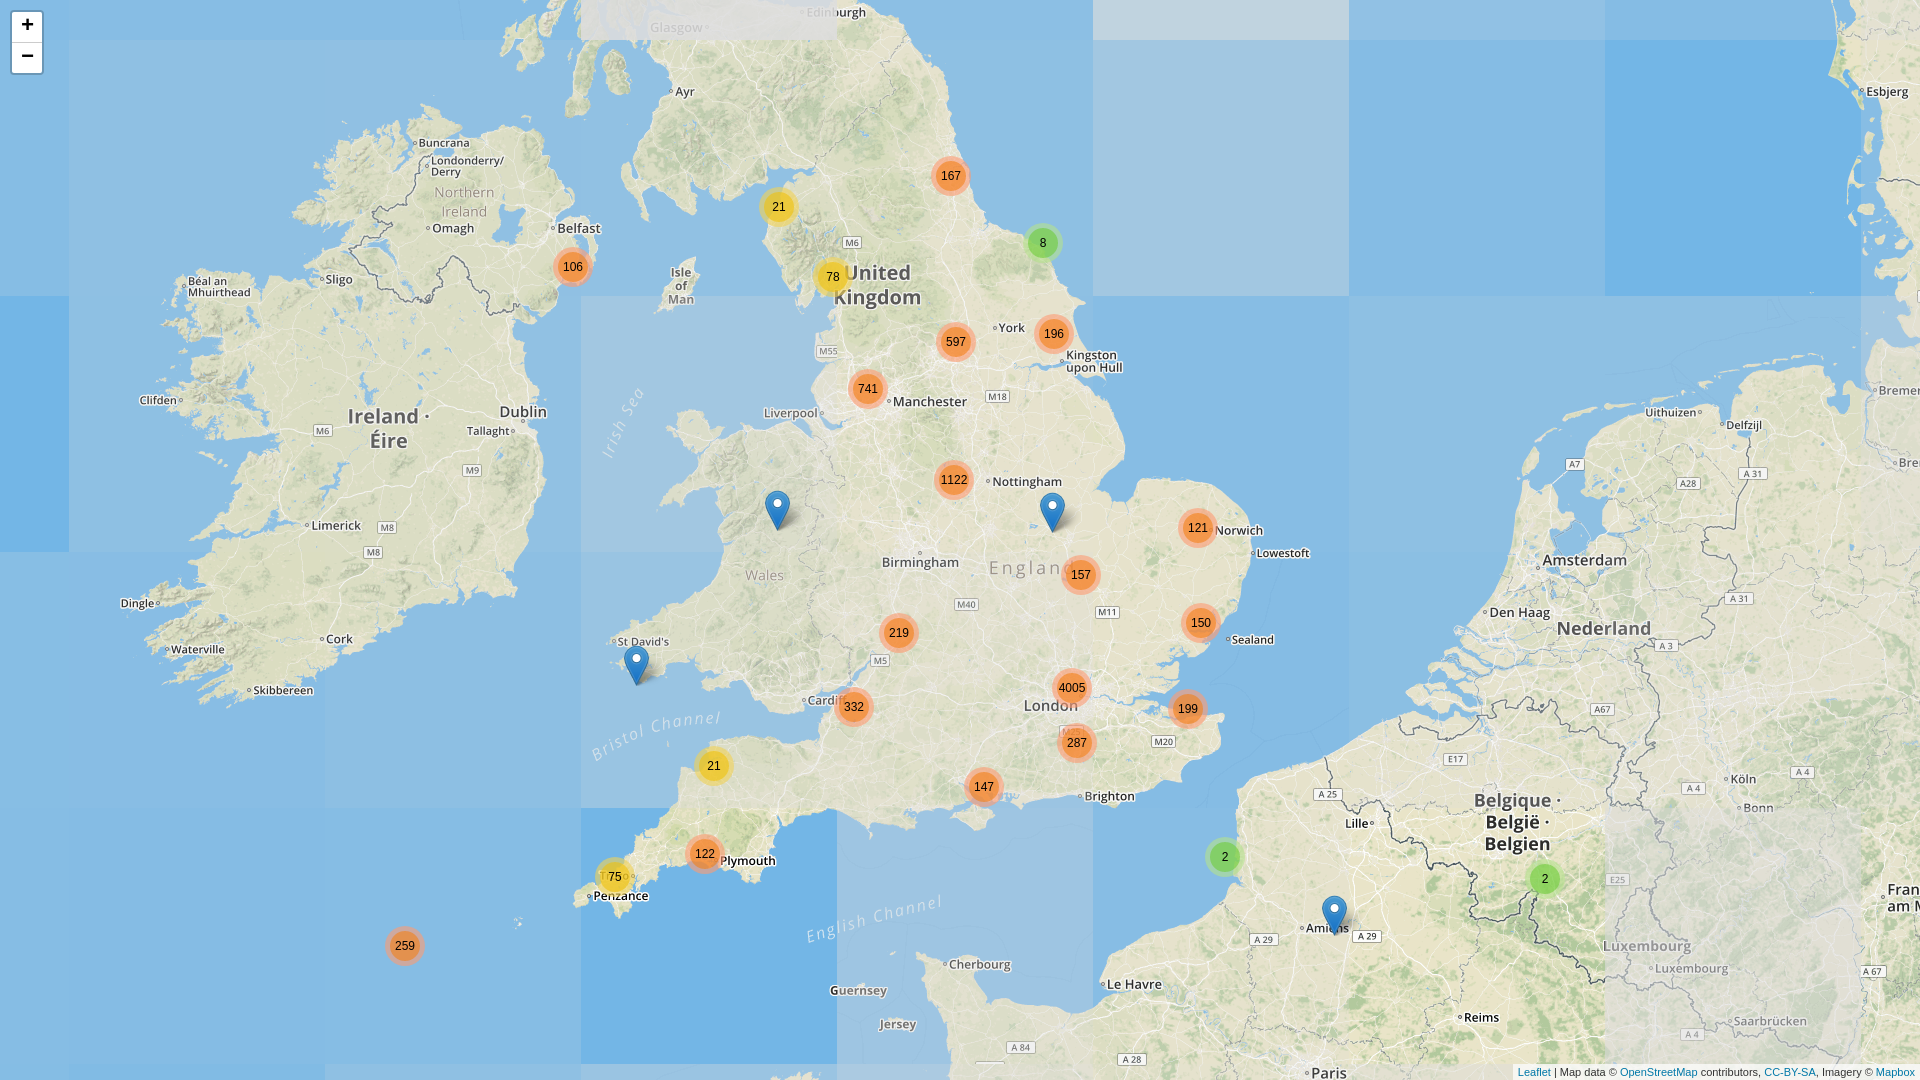 +
−
Edinburgh
Glasgow
Ayr
Esbjerg
Buncrana
Londonderry/
Derry
Northern
Ireland
Omagh
Belfast
167
21
8
M6
106
78
United
Kingdom
Isle
of
Man
Sligo
Béal an
Mhuirthead
York
196
597
Kingston
upon Hull
M55
741
Manchester
M18
Liverpool
Irish Sea
Clifden
Ireland ·
Éire
Dublin
Tallaght
M6
M9
Uithuizen
Delfzijl
A7
A 31
A28
1122
Nottingham
Limerick
M8
M8
121
Norwich
Lowestoft
Birmingham
England
157
Wales
Amsterdam
Den Haag
Nederland
A 31
A 3
Dingle
Waterville
Cork
Skibbereen
M40
M11
150
Sealand
219
M5
St David's
4005
London
199
Cardiff
332
Bristol Channel
287
M20
A67
E17
21
147
Brighton
A 25
Lille
Belgique ·
België ·
Belgien
Köln
Bonn
A 4
A 4
122
Plymouth
75
Penzance
2
2
E25
English Channel
259
Amiens
A 29
A 29
Luxembourg
Luxembourg
A 67
Cherbourg
Guernsey
Jersey
Le Havre
Reims
Saarbrücken
A 4
A 84
A 28
Paris
Leaflet | Map data © OpenStreetMap contributors, CC-BY-SA, Imagery © Mapbox